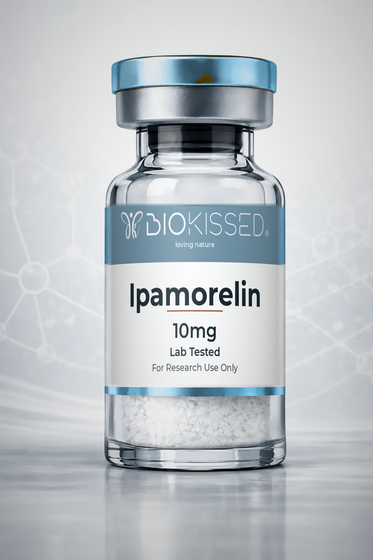 BIOKISSED®
loving nature
Ipamorelin
10mg
Lab Tested
For Research Use Only